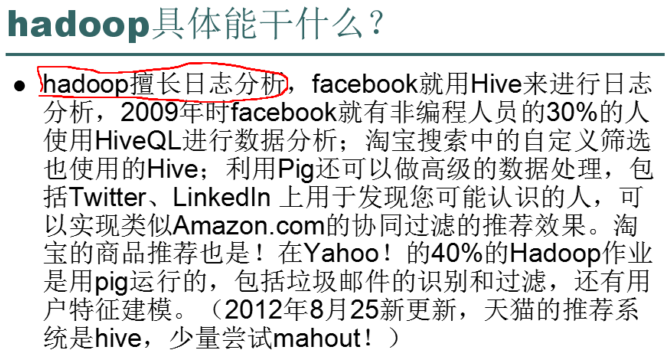 hadoop具体能干什么？
● hadoop擅长日志分析，facebook就用Hive来进行日志
分析，2009年时facebook就有非编程人员的30%的人
使用HiveQL进行数据分析；淘宝搜索中的自定义筛选
也使用的Hive；利用Pig还可以做高级的数据处理，包
括Twitter、LinkedIn 上用于发现您可能认识的人，可
以实现类似Amazon.com的协同过滤的推荐效果。淘
宝的商品推荐也是！在Yahoo！的40%的Hadoop作业
是用pig运行的，包括垃圾邮件的识别和过滤，还有用
户特征建模。（2012年8月25新更新，天猫的推荐系
统是hive，少量尝试mahout！）